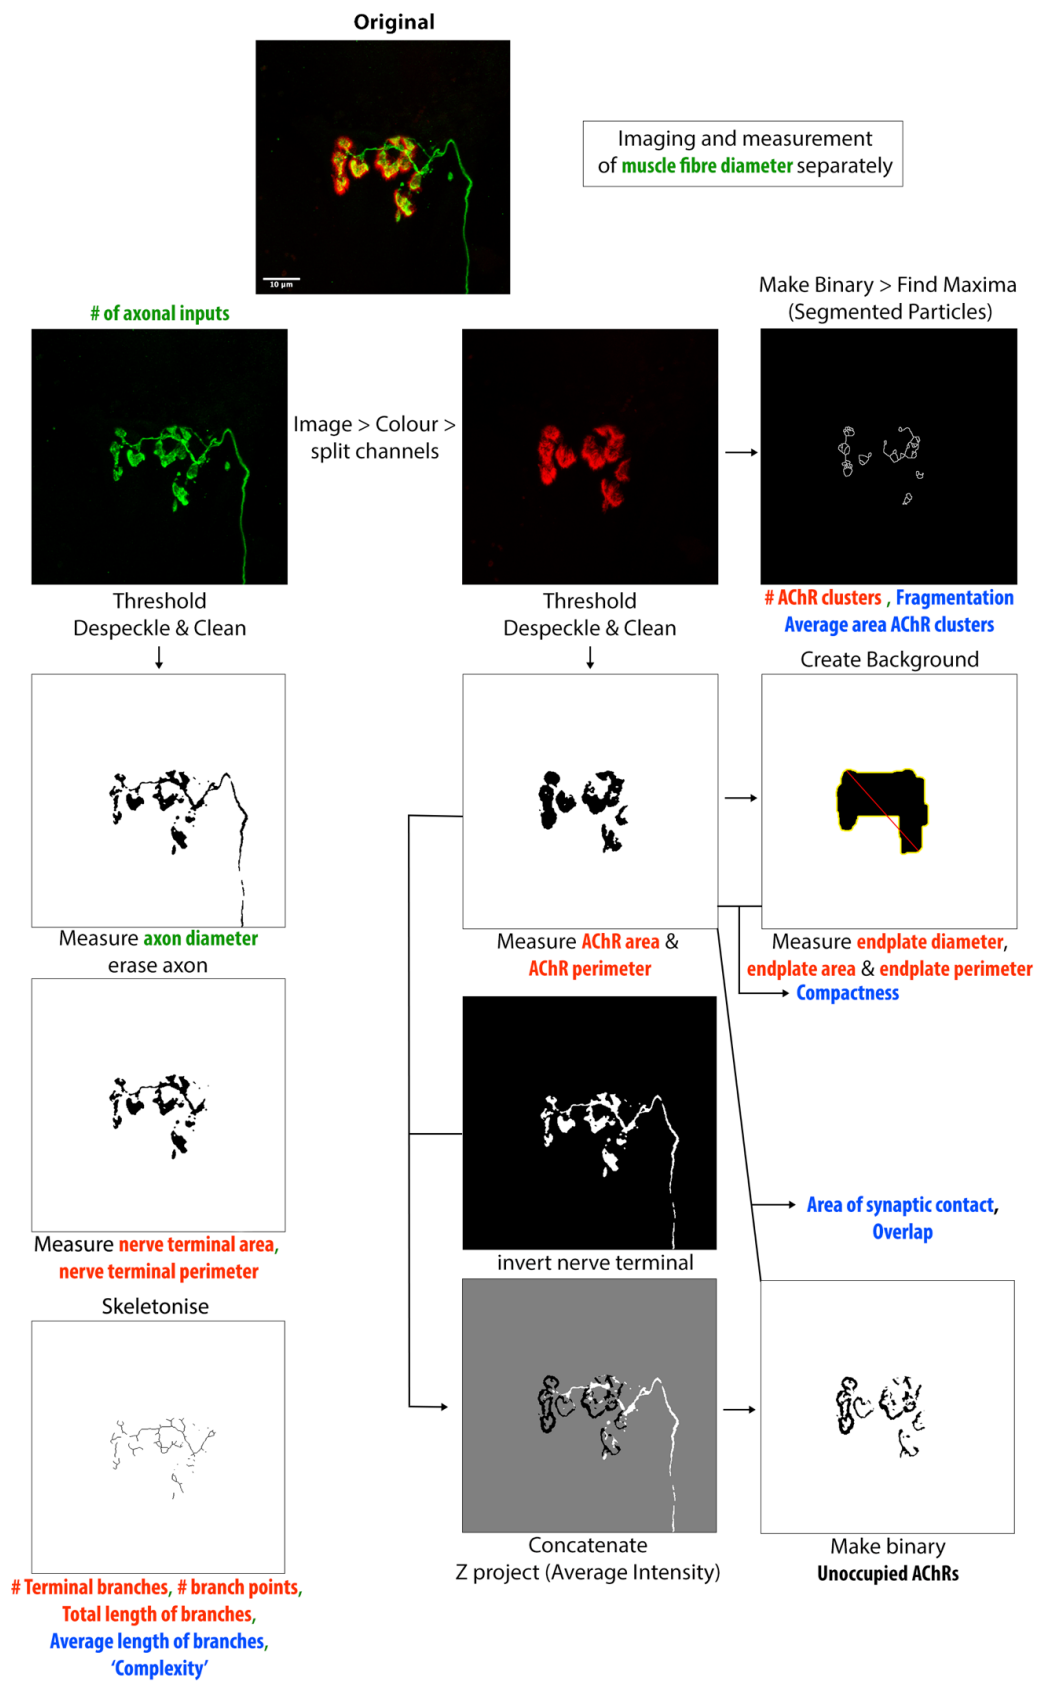 Original
Imaging and measurement
of muscle fibre diameter separately
10 µm
# of axonal inputs
Make Binary > Find Maxima
(Segmented Particles)
Image > Colour >
split channels
Threshold
Despeckle & Clean
Threshold
Despeckle & Clean
# AChR clusters , Fragmentation
Average area AChR clusters
Create Background
Measure axon diameter
erase axon
Measure AChR area &
AChR perimeter
Measure endplate diameter,
endplate area & endplate perimeter
Compactness
Measure nerve terminal area,
nerve terminal perimeter
invert nerve terminal
Area of synaptic contact,
Overlap
Skeletonise
# Terminal branches, # branch points,
Total length of branches,
Average length of branches,
‘Complexity’
Concatenate
Z project (Average Intensity)
Make binary
Unoccupied AChRs